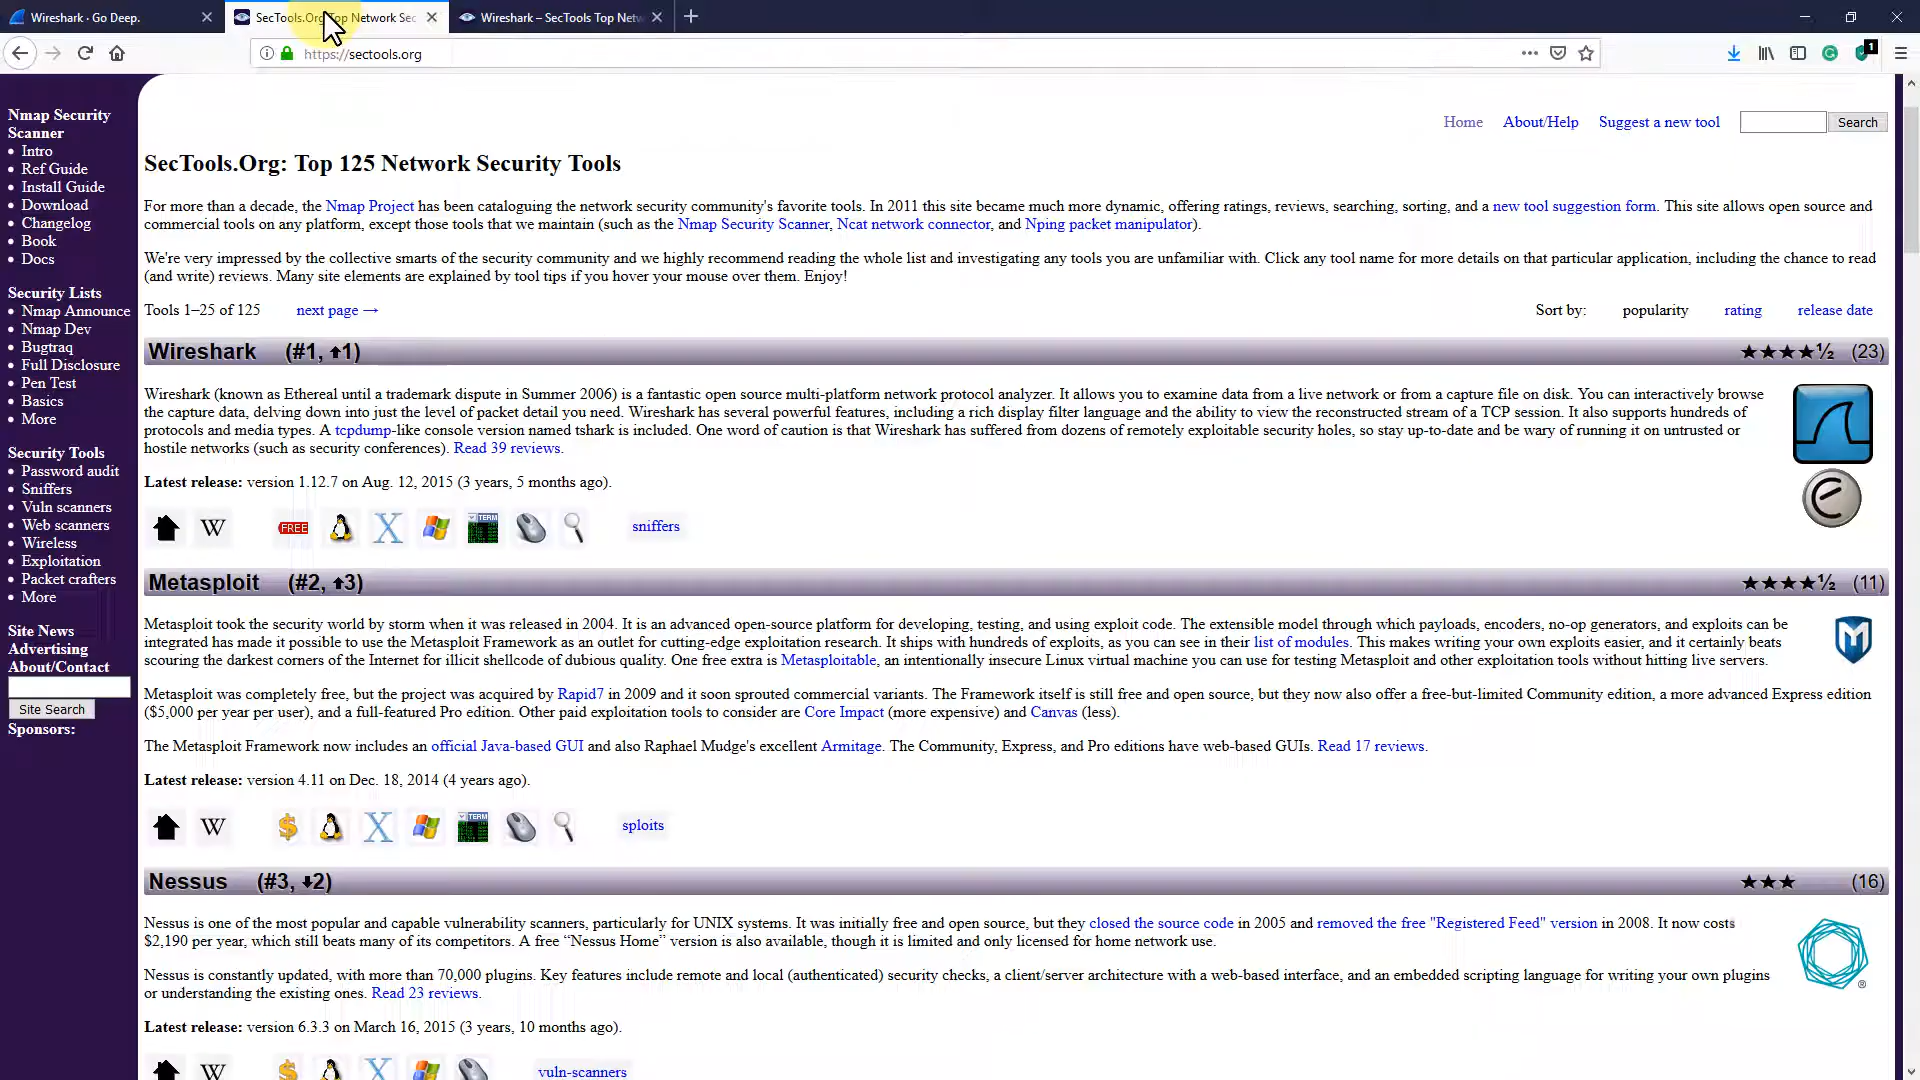 Wireshark · Go Deep.
SecTools.Org Top Network Sec
Wireshark – SecTools Top Netw
https://sectools.org
1
Nmap Security
Scanner
Intro
Ref Guide
Install Guide
Download
Changelog
Book
Docs
Security Lists
Nmap Announce
Nmap Dev
Bugtraq
Full Disclosure
Pen Test
Basics
More
Security Tools
Password audit
Sniffers
Vuln scanners
Web scanners
Wireless
Exploitation
Packet crafters
More
Site News
Advertising
About/Contact
Site Search
Sponsors:
Home About/Help Suggest a new tool Search
SecTools.Org: Top 125 Network Security Tools
For more than a decade, the Nmap Project has been cataloguing the network security community's favorite tools. In 2011 this site became much more dynamic, offering ratings, reviews, searching, sorting, and a new tool suggestion form. This site allows open source and
commercial tools on any platform, except those tools that we maintain (such as the Nmap Security Scanner, Ncat network connector, and Nping packet manipulator).
We're very impressed by the collective smarts of the security community and we highly recommend reading the whole list and investigating any tools you are unfamiliar with. Click any tool name for more details on that particular application, including the chance to read
(and write) reviews. Many site elements are explained by tool tips if you hover your mouse over them. Enjoy!
Tools 1–25 of 125 next page → Sort by: popularity rating release date
Wireshark (#1, ↑1) ★★★★½ (23)
Wireshark (known as Ethereal until a trademark dispute in Summer 2006) is a fantastic open source multi-platform network protocol analyzer. It allows you to examine data from a live network or from a capture file on disk. You can interactively browse
the capture data, delving down into just the level of packet detail you need. Wireshark has several powerful features, including a rich display filter language and the ability to view the reconstructed stream of a TCP session. It also supports hundreds of
protocols and media types. A tcpdump-like console version named tshark is included. One word of caution is that Wireshark has suffered from dozens of remotely exploitable security holes, so stay up-to-date and be wary of running it on untrusted or
hostile networks (such as security conferences). Read 39 reviews.
Latest release: version 1.12.7 on Aug. 12, 2015 (3 years, 5 months ago).
W FREE X TERM sniffers
Metasploit (#2, ↑3) ★★★★½ (11)
Metasploit took the security world by storm when it was released in 2004. It is an advanced open-source platform for developing, testing, and using exploit code. The extensible model through which payloads, encoders, no-op generators, and exploits can be
integrated has made it possible to use the Metasploit Framework as an outlet for cutting-edge exploitation research. It ships with hundreds of exploits, as you can see in their list of modules. This makes writing your own exploits easier, and it certainly beats
scouring the darkest corners of the Internet for illicit shellcode of dubious quality. One free extra is Metasploitable, an intentionally insecure Linux virtual machine you can use for testing Metasploit and other exploitation tools without hitting live servers.
Metasploit was completely free, but the project was acquired by Rapid7 in 2009 and it soon sprouted commercial variants. The Framework itself is still free and open source, but they now also offer a free-but-limited Community edition, a more advanced Express edition
($5,000 per year per user), and a full-featured Pro edition. Other paid exploitation tools to consider are Core Impact (more expensive) and Canvas (less).
The Metasploit Framework now includes an official Java-based GUI and also Raphael Mudge's excellent Armitage. The Community, Express, and Pro editions have web-based GUIs. Read 17 reviews.
Latest release: version 4.11 on Dec. 18, 2014 (4 years ago).
W $ X TERM sploits
Nessus (#3, ↓2) ★★★ (16)
Nessus is one of the most popular and capable vulnerability scanners, particularly for UNIX systems. It was initially free and open source, but they closed the source code in 2005 and removed the free "Registered Feed" version in 2008. It now costs
$2,190 per year, which still beats many of its competitors. A free “Nessus Home” version is also available, though it is limited and only licensed for home network use.
Nessus is constantly updated, with more than 70,000 plugins. Key features include remote and local (authenticated) security checks, a client/server architecture with a web-based interface, and an embedded scripting language for writing your own plugins
or understanding the existing ones. Read 23 reviews.
Latest release: version 6.3.3 on March 16, 2015 (3 years, 10 months ago).
W $ X vuln-scanners